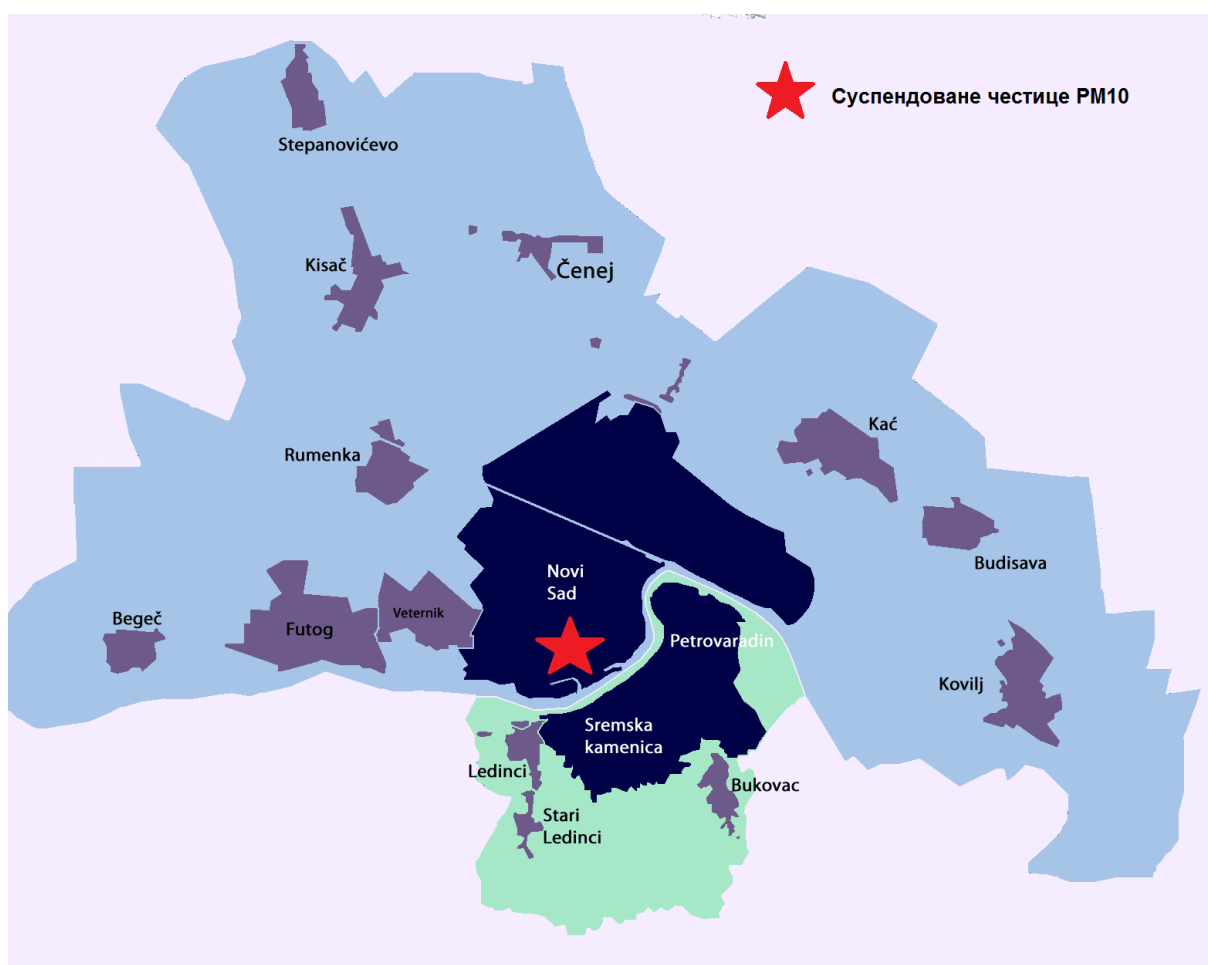 Суспендоване честице PM10
Stepanovićevo
Kisač
Čenej
Kać
Rumenka
Budisava
Novi
Sad
Begeč
Futog
Veternik
Petrovaradin
Kovilj
Sremska
kamenica
Ledinci
Bukovac
Stari
Ledinci